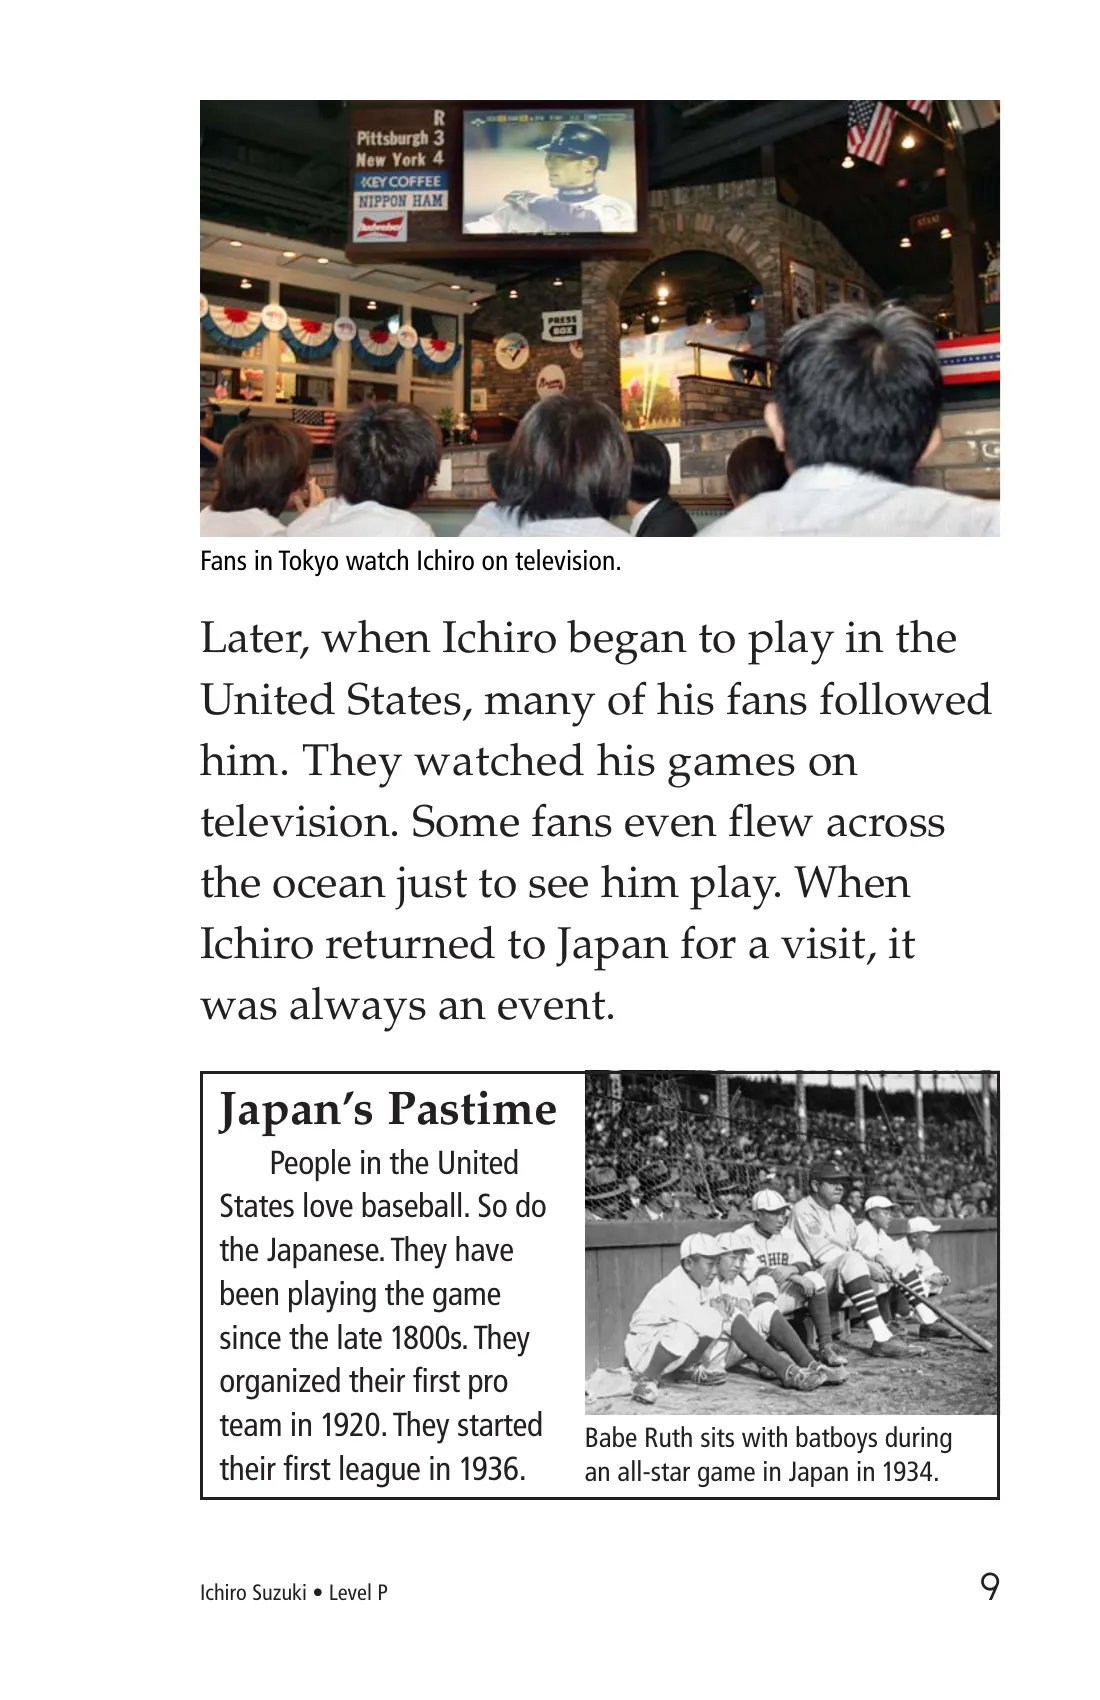 R
Pittsburgh 3
New York 4
KEY COFFEE
NIPPON HAM
Budweiser
PRESS
BOX
Fans in Tokyo watch Ichiro on television.
Later, when Ichiro began to play in the
United States, many of his fans followed
him. They watched his games on
television. Some fans even flew across
the ocean just to see him play. When
Ichiro returned to Japan for a visit, it
was always an event.
Japan’s Pastime
People in the United
States love baseball. So do
the Japanese. They have
been playing the game
since the late 1800s. They
organized their first pro
team in 1920. They started
their first league in 1936.
Babe Ruth sits with batboys during
an all-star game in Japan in 1934.
Ichiro Suzuki • Level P
9